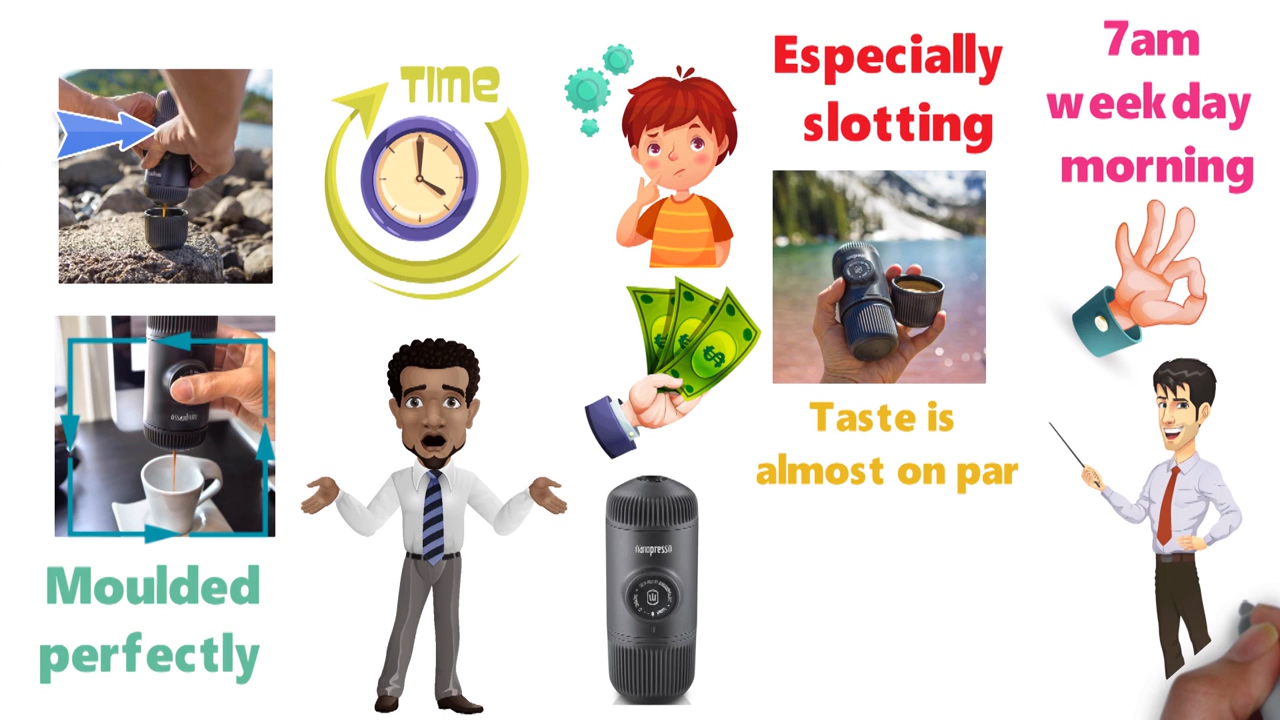 TIME
Especially
slotting
7am
weekday
morning
Taste is
almost on par
Moulded
perfectly
nanopresso